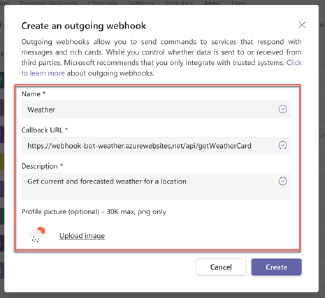 Create an outgoing webhook
Outgoing webhooks allow you to send commands to services that respond with
messages and rich cards. While you control whether data is sent to or received from
third parties, Microsoft recommends that you only integrate with trusted systems. Click
to learn more about outgoing webhooks.
Name *
Weather
Callback URL *
https://webhook-bot-weather.azurewebsites.net/api/getWeatherCard
Description *
Get current and forecasted weather for a location
Profile picture (optional) - 30K max, png only
Upload image
Cancel
Create